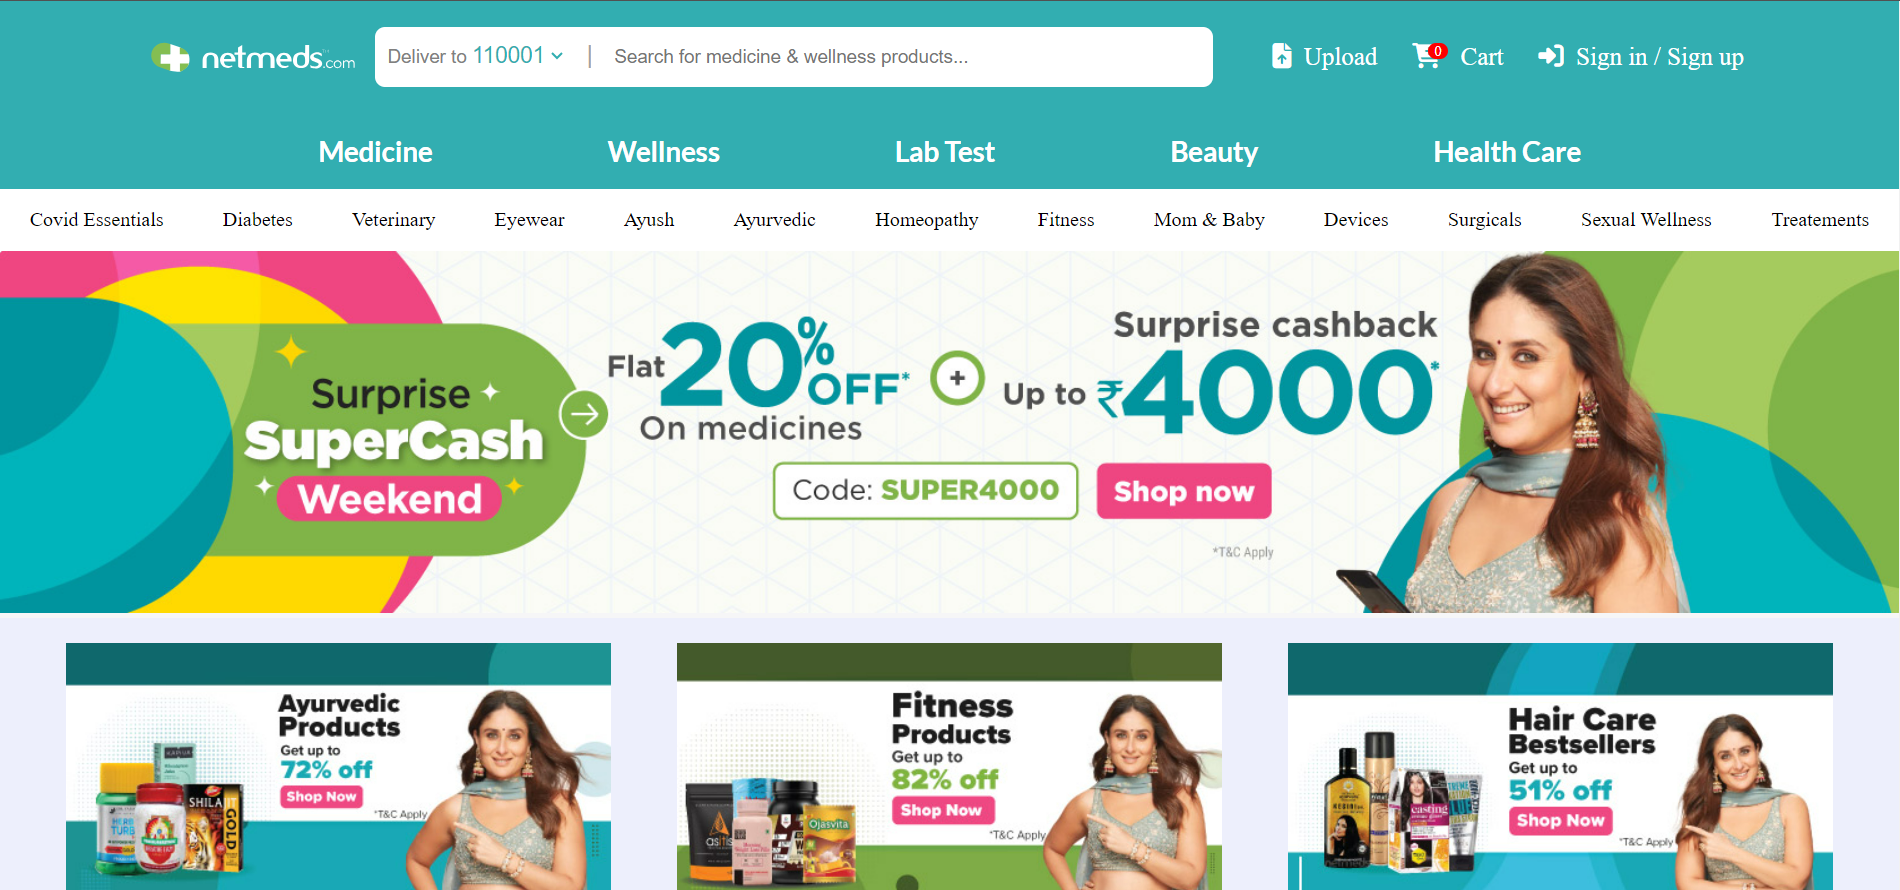 netmeds.com
Deliver to 110001 | Search for medicine & wellness products...
Upload
0
Cart
Sign in / Sign up
Medicine
Wellness
Lab Test
Beauty
Health Care
Covid Essentials
Diabetes
Veterinary
Eyewear
Ayush
Ayurvedic
Homeopathy
Fitness
Mom & Baby
Devices
Surgicals
Sexual Wellness
Treatements
Surprise
SuperCash
Weekend
Flat 20% OFF*
On medicines
+
Surprise cashback
Up to ₹4000*
Code: SUPER4000
Shop now
*T&C Apply
Ayurvedic
Products
Get up to
72% off
Shop Now
*T&C Apply
SHILAJIT
GOLD
Fitness
Products
Get up to
82% off
Shop Now
*T&C Apply
Ojasvita
Hair Care
Bestsellers
Get up to
51% off
Shop Now
*T&C Apply
casting